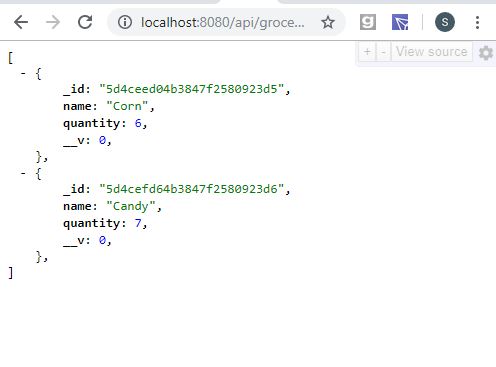 localhost:8080/api/groce...
S
+ - View source
[
- {
_id: "5d4ceed04b3847f2580923d5",
name: "Corn",
quantity: 6,
__v: 0,
},
- {
_id: "5d4cefd64b3847f2580923d6",
name: "Candy",
quantity: 7,
__v: 0,
},
]